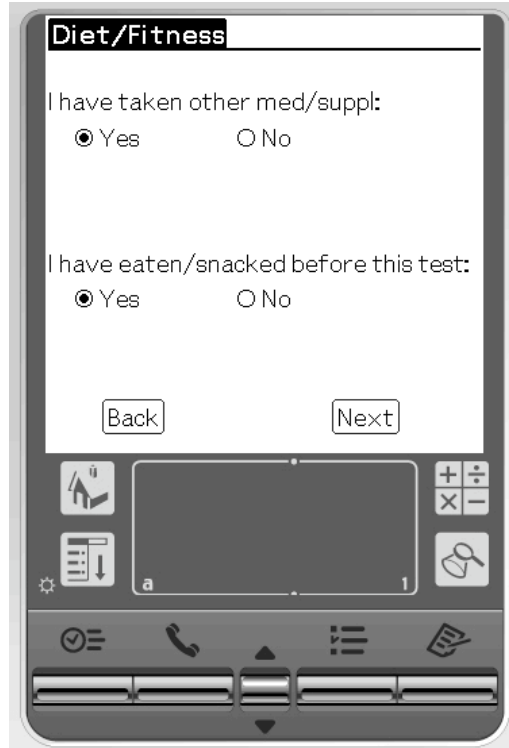 Diet/Fitness
I have taken other med/suppl:
Yes No
I have eaten/snacked before this test:
Yes No
Back Next
+ ÷
× −
a 1